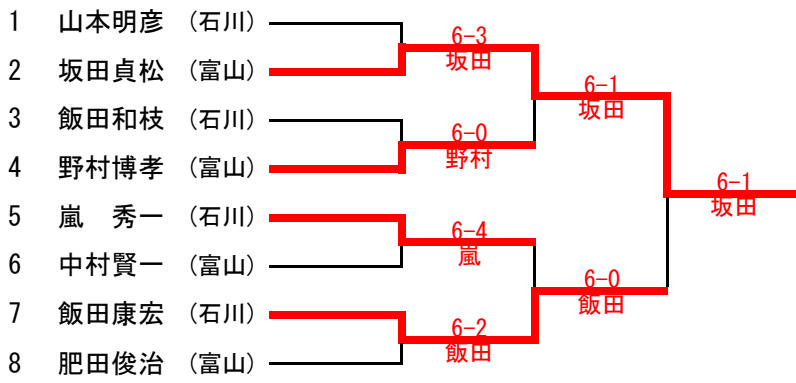 1 山本明彦 (石川)
6-3
坂田
2 坂田貞松 (富山)
6-1
坂田
3 飯田和枝 (石川)
6-0
野村
4 野村博孝 (富山)
6-1
坂田
5 嵐 秀一 (石川)
6-4
嵐
6 中村賢一 (富山)
6-0
飯田
7 飯田康宏 (石川)
6-2
飯田
8 肥田俊治 (富山)